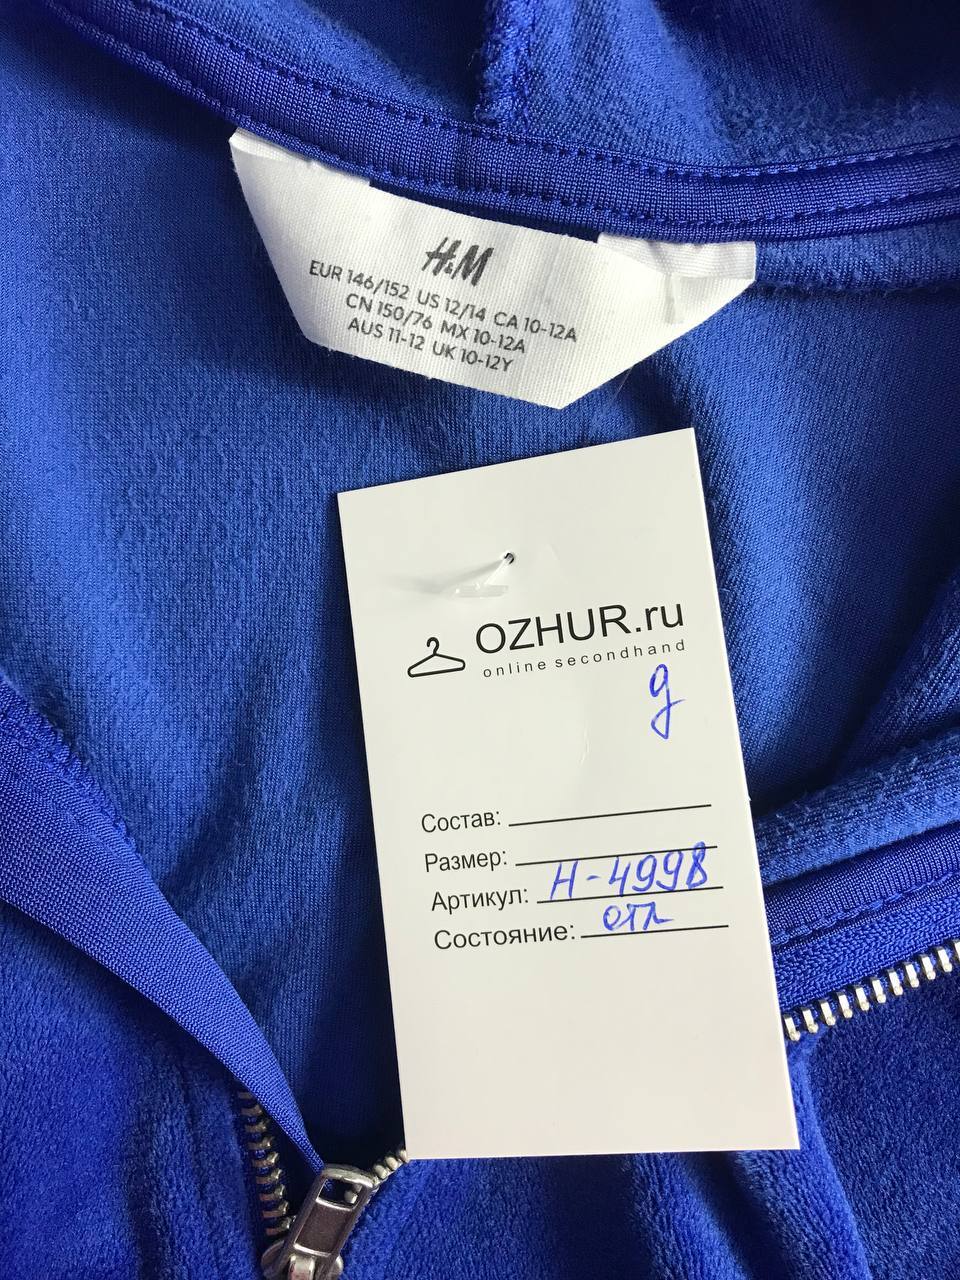 H&M
EUR 146/152 US 12/14 CA 10-12A
CN 150/76 MX 10-12A
AUS 11-12 UK 10-12Y
OZHUR.ru
online secondhand
g
Состав:
Размер:
Артикул: H-4998
Состояние: отл